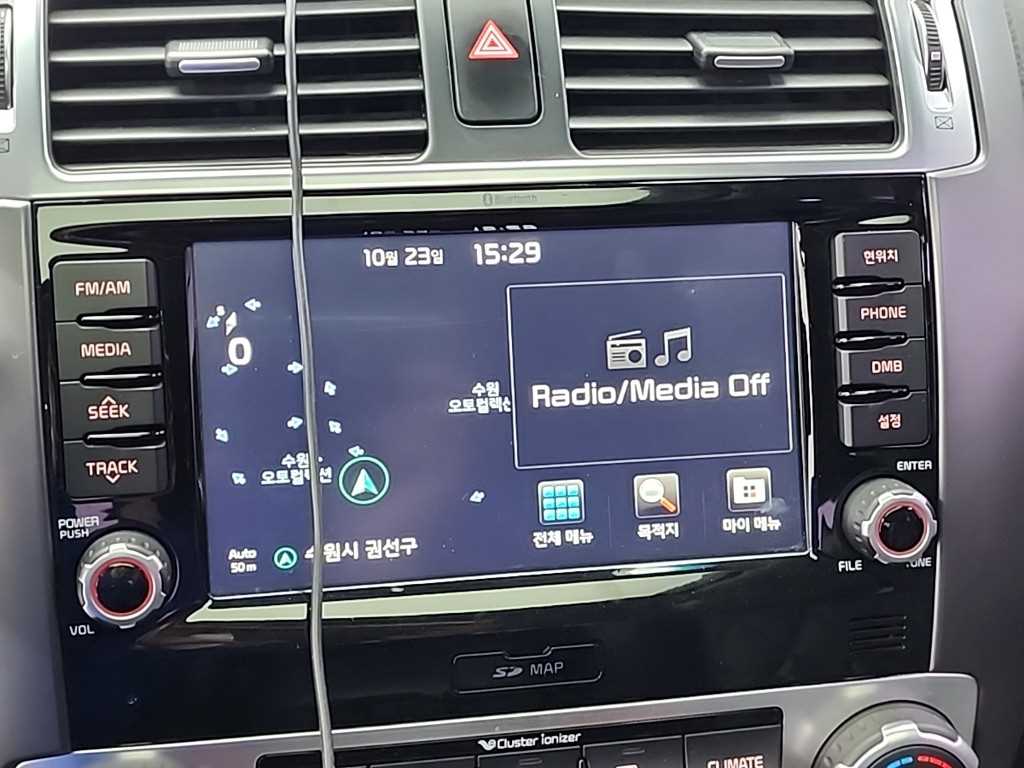 Bluetooth
10월 23일 15:29
FM/AM
MEDIA
SEEK
TRACK
POWER
PUSH
VOL
S
0
수원
오토컬렉션
수원
오토컬렉션
Auto
50m
수원시 권선구
Radio/Media Off
전체 메뉴
목적지
마이 메뉴
현위치
PHONE
DMB
설정
ENTER
FILE
TUNE
SD MAP
Cluster ionizer
CLIMATE